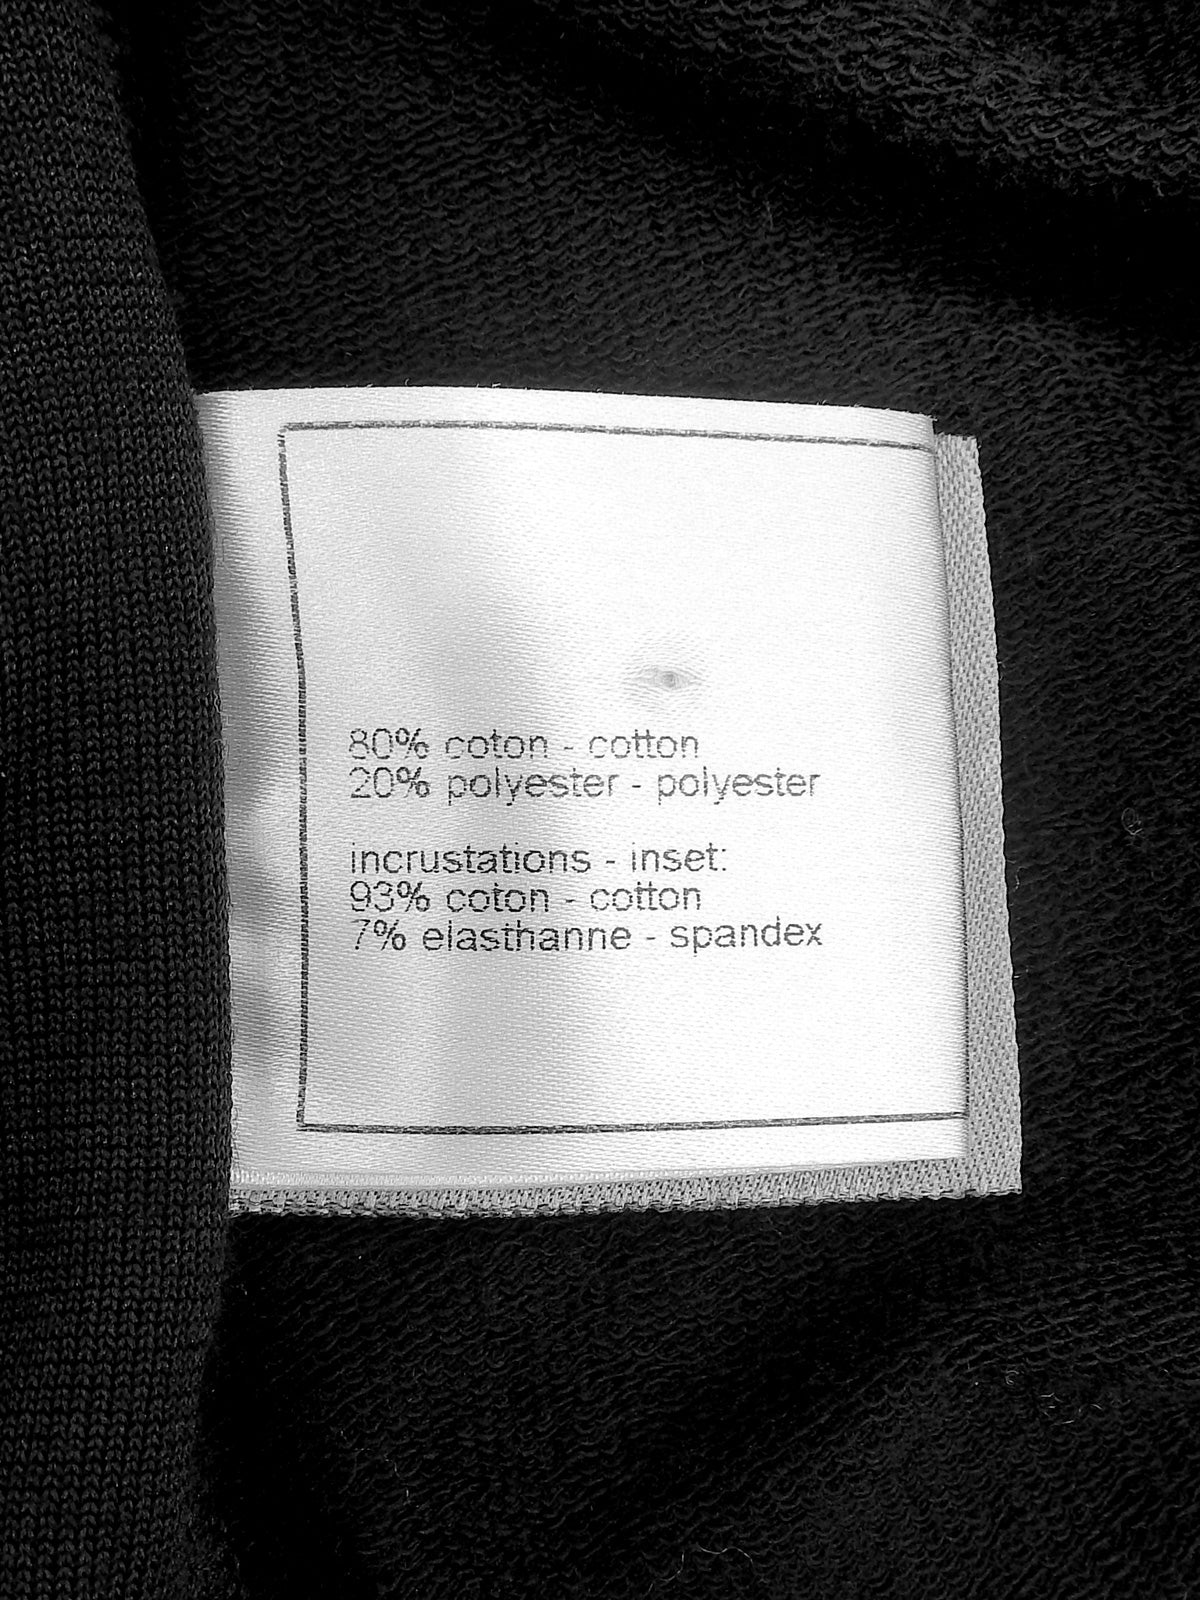 80% coton - cotton
20% polyester - polyester
incrustations - inset:
93% coton - cotton
7% elasthanne - spandex